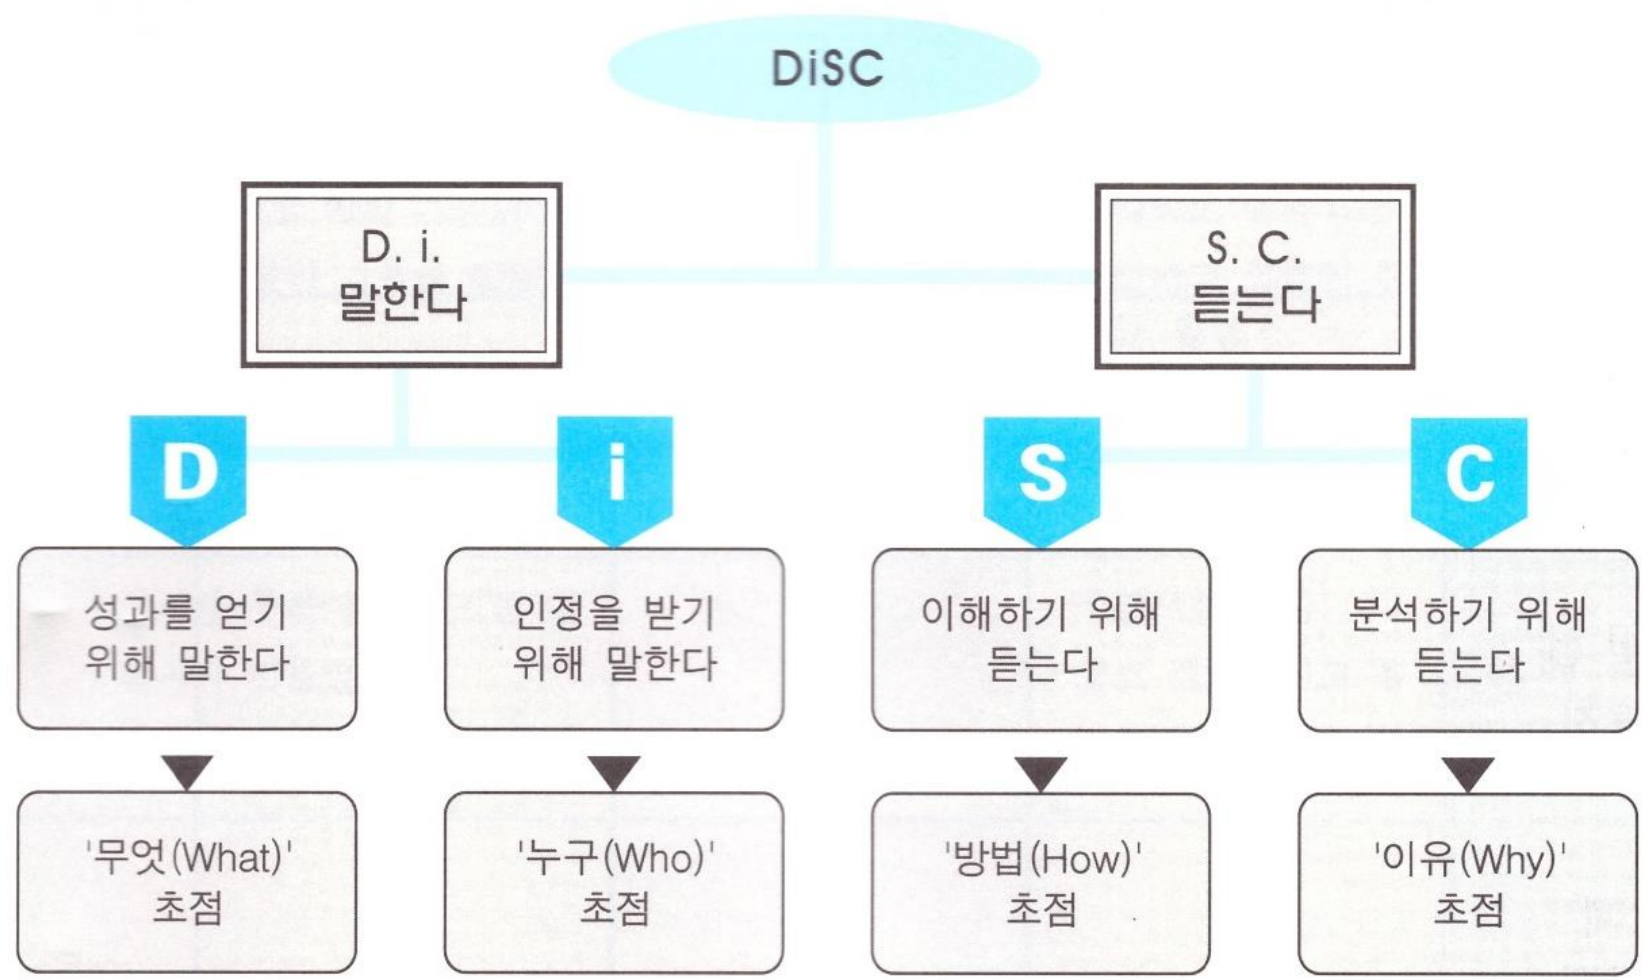 DiSC
D. i.
말한다
S. C.
듣는다
D
i
S
C
성과를 얻기
위해 말한다
인정을 받기
위해 말한다
이해하기 위해
듣는다
분석하기 위해
듣는다
'무엇(What)'
초점
'누구(Who)'
초점
'방법(How)'
초점
'이유(Why)'
초점